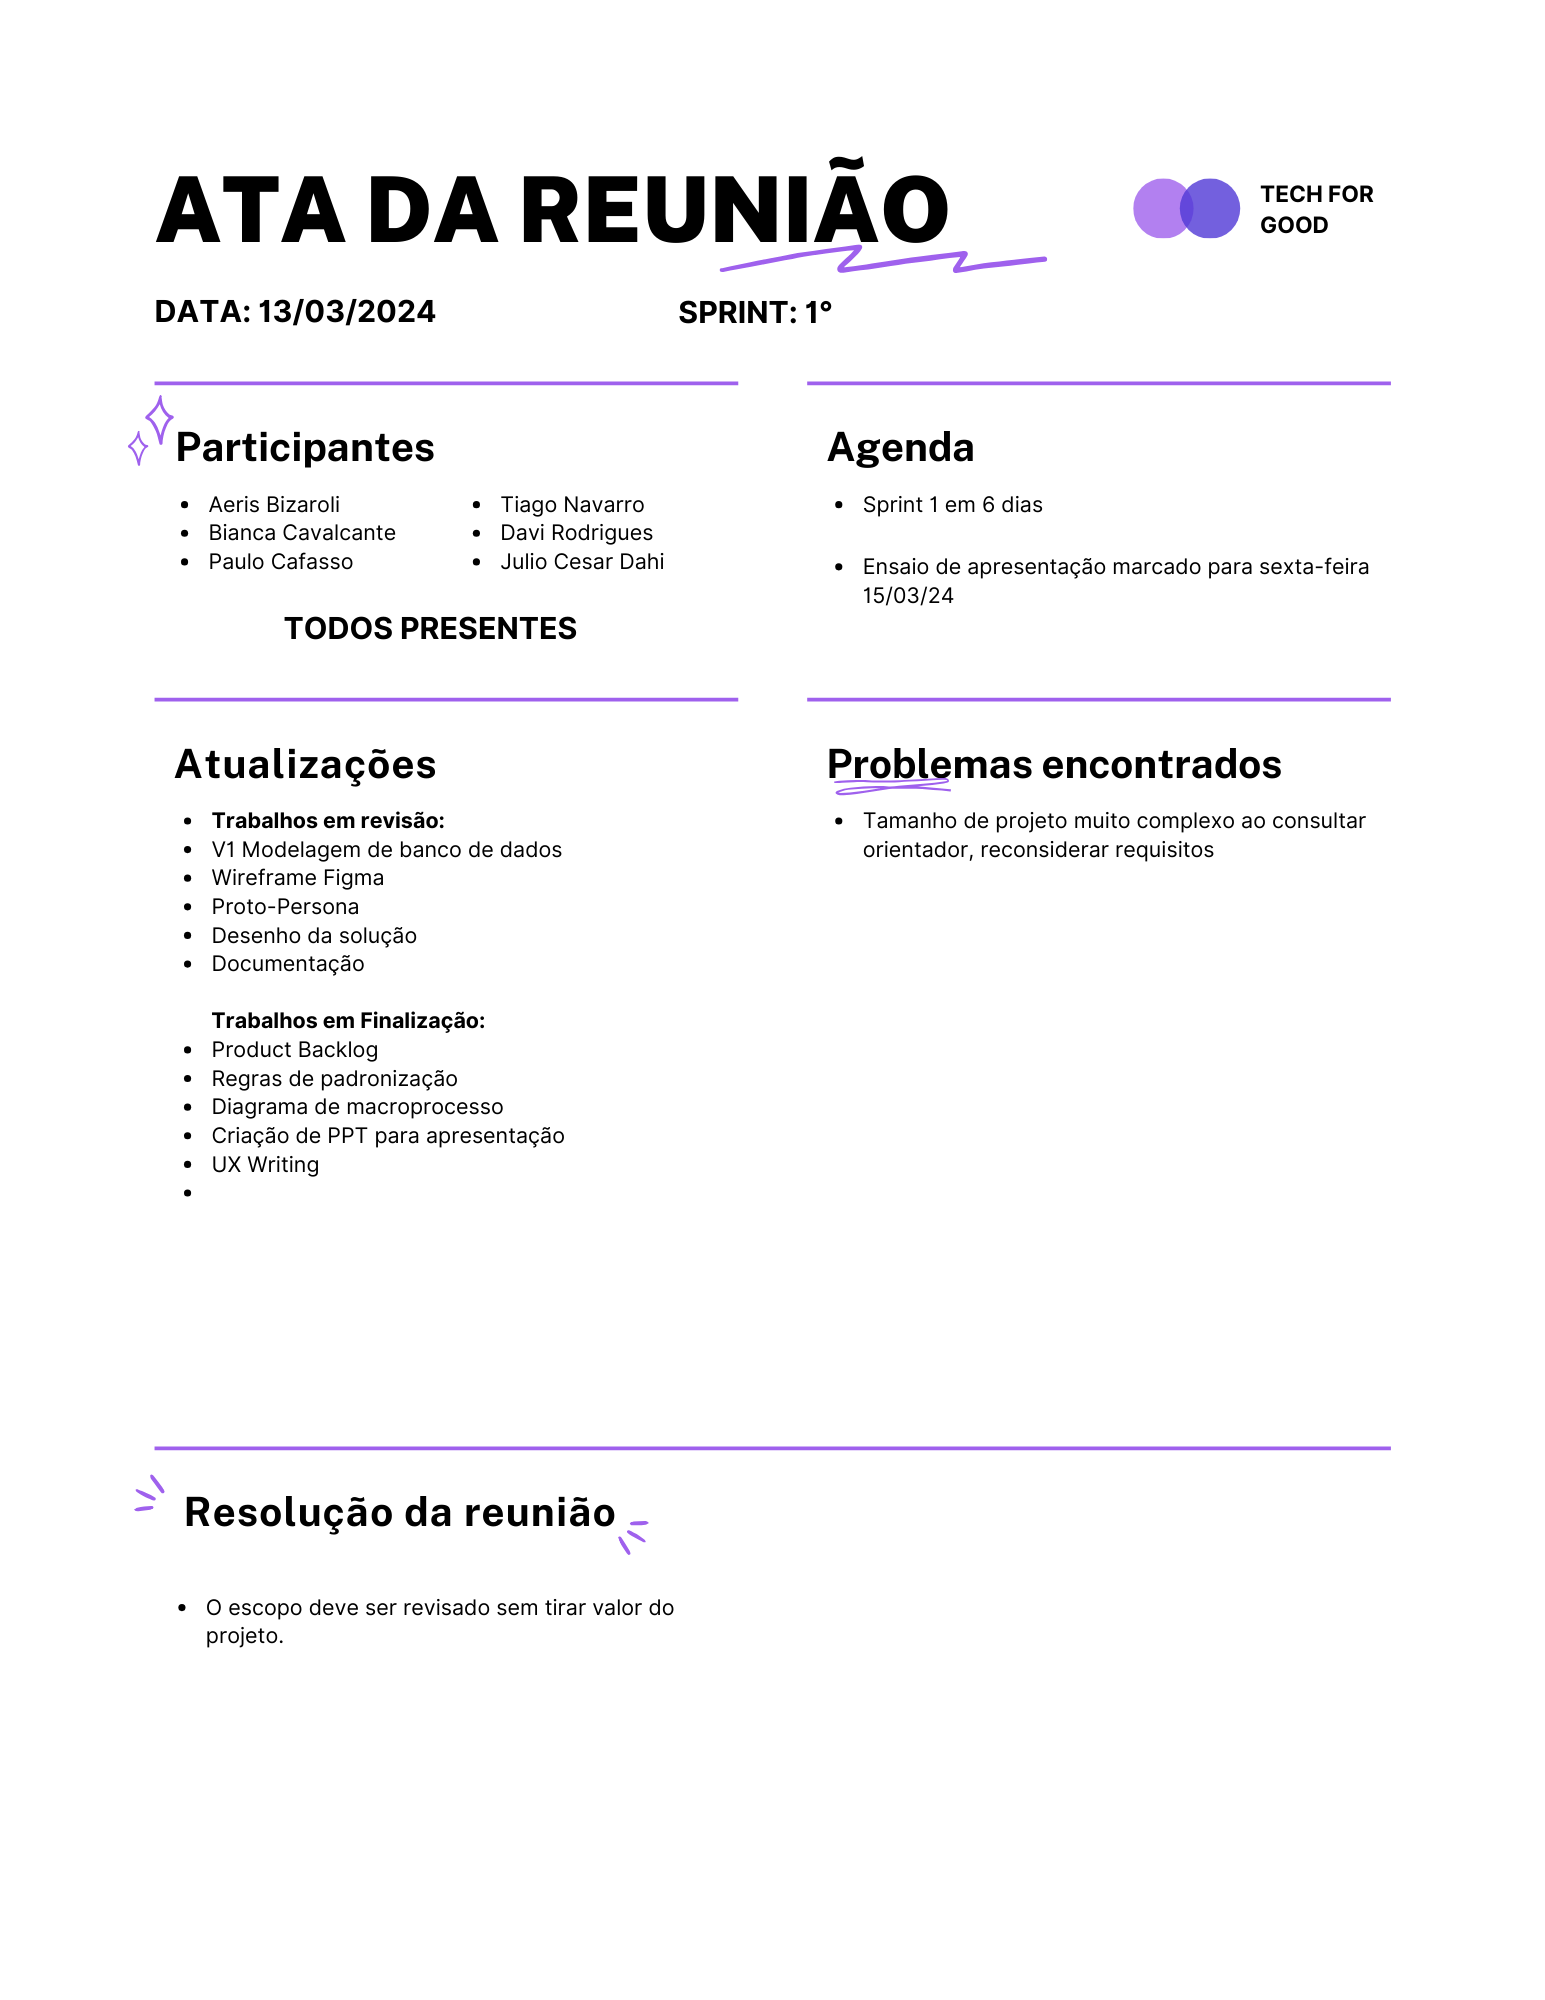 ATA DA REUNIÃO
TECH FOR
GOOD
DATA: 13/03/2024
SPRINT: 1°
Participantes
• Aeris Bizaroli
• Bianca Cavalcante
• Paulo Cafasso
• Tiago Navarro
• Davi Rodrigues
• Julio Cesar Dahi
TODOS PRESENTES
Agenda
• Sprint 1 em 6 dias
• Ensaio de apresentação marcado para sexta-feira
15/03/24
Atualizações
• Trabalhos em revisão:
• V1 Modelagem de banco de dados
• Wireframe Figma
• Proto-Persona
• Desenho da solução
• Documentação
Trabalhos em Finalização:
• Product Backlog
• Regras de padronização
• Diagrama de macroprocesso
• Criação de PPT para apresentação
• UX Writing
•
Problemas encontrados
• Tamanho de projeto muito complexo ao consultar
orientador, reconsiderar requisitos
Resolução da reunião
• O escopo deve ser revisado sem tirar valor do
projeto.